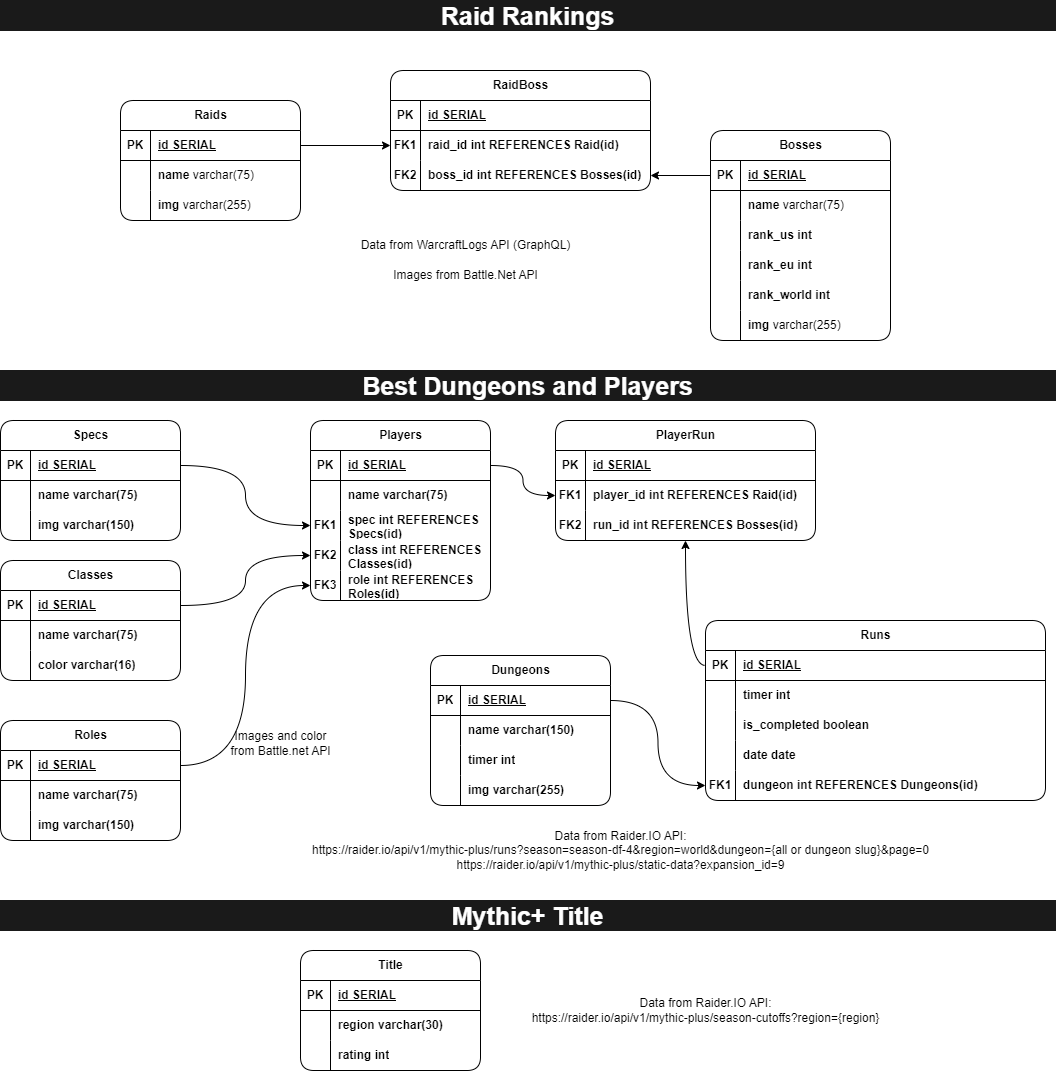 Raid Rankings
RaidBoss
PK id SERIAL
FK1 raid_id int REFERENCES Raid(id)
FK2 boss_id int REFERENCES Bosses(id)
Raids
PK id SERIAL
name varchar(75)
img varchar(255)
Bosses
PK id SERIAL
name varchar(75)
rank_us int
rank_eu int
rank_world int
img varchar(255)
Data from WarcraftLogs API (GraphQL)
Images from Battle.Net API
Best Dungeons and Players
Specs
PK id SERIAL
name varchar(75)
img varchar(150)
Players
PK id SERIAL
name varchar(75)
FK1 spec int REFERENCES
Specs(id)
FK2 class int REFERENCES
Classes(id)
FK3 role int REFERENCES
Roles(id)
PlayerRun
PK id SERIAL
FK1 player_id int REFERENCES Raid(id)
FK2 run_id int REFERENCES Bosses(id)
Classes
PK id SERIAL
name varchar(75)
color varchar(16)
Roles
PK id SERIAL
name varchar(75)
img varchar(150)
Images and color
from Battle.net API
Dungeons
PK id SERIAL
name varchar(150)
timer int
img varchar(255)
Runs
PK id SERIAL
timer int
is_completed boolean
date date
FK1 dungeon int REFERENCES Dungeons(id)
Data from Raider.IO API:
https://raider.io/api/v1/mythic-plus/runs?season=season-df-4&region=world&dungeon={all or dungeon slug}&page=0
https://raider.io/api/v1/mythic-plus/static-data?expansion_id=9
Mythic+ Title
Title
PK id SERIAL
region varchar(30)
rating int
Data from Raider.IO API:
https://raider.io/api/v1/mythic-plus/season-cutoffs?region={region}